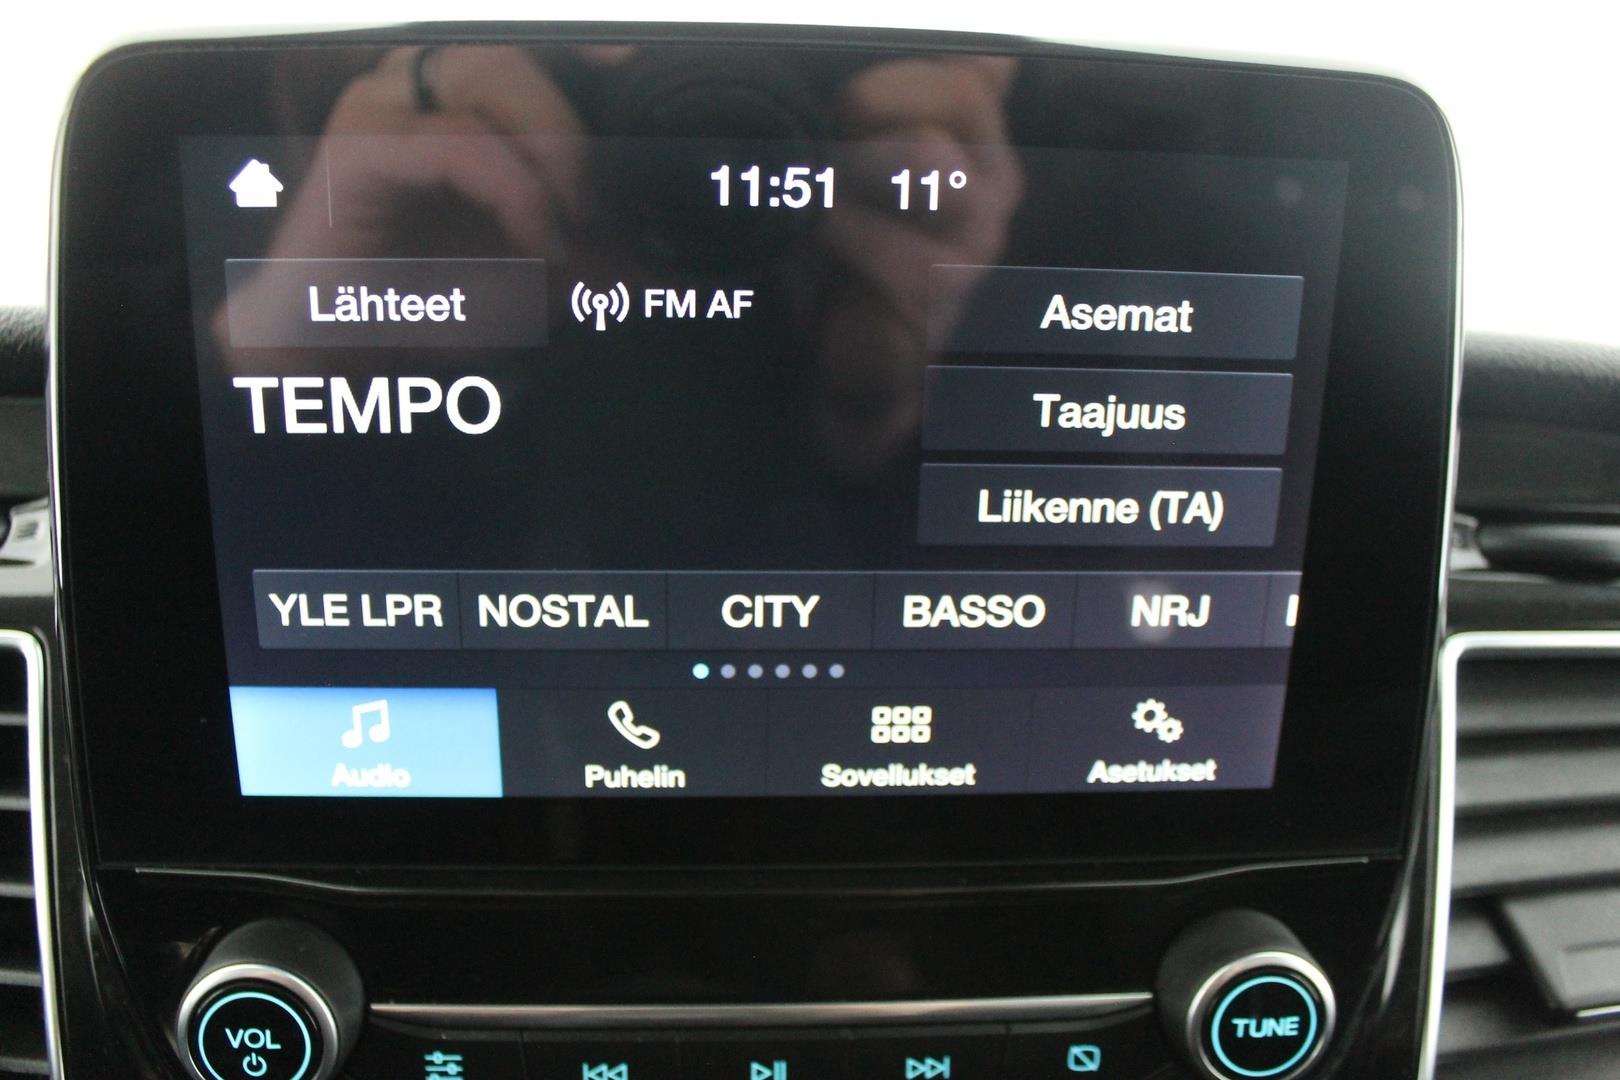 11:51 11°
Lähteet FM AF
Asemat
TEMPO
Taajuus
Liikenne (TA)
YLE LPR NOSTAL CITY BASSO NRJ
Audio Puhelin Sovellukset Asetukset
VOL TUNE